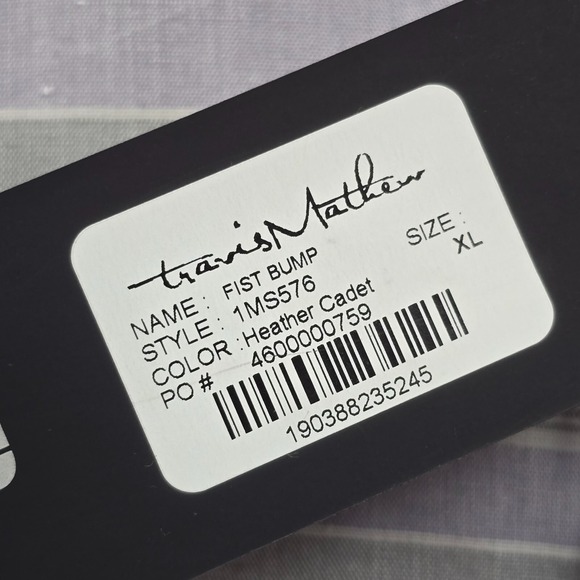 travisMathew
NAME : FIST BUMP
STYLE : 1MS576
COLOR : Heather Cadet
PO # 4600000759
SIZE :
XL
190388235245